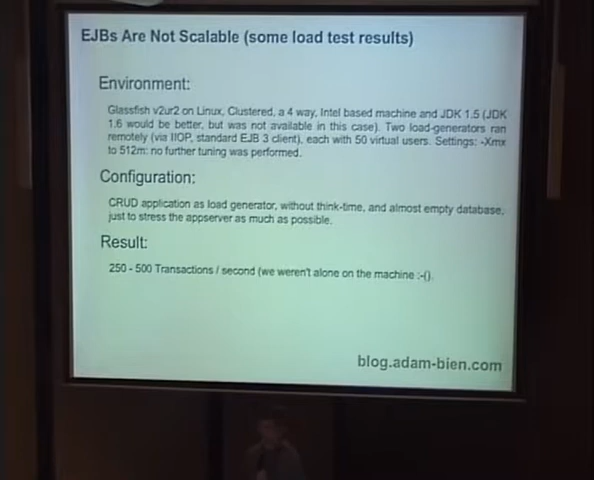 EJBs Are Not Scalable (some load test results)
Environment:
Glassfish v2ur2 on Linux, Clustered, a 4 way, Intel based machine and JDK 1.5 (JDK
1.6 would be better, but was not available in this case). Two load-generators ran
remotely (via IIOP, standard EJB 3 client), each with 50 virtual users. Settings: -Xmx
to 512m: no further tuning was performed.
Configuration:
CRUD application as load generator, without think-time, and almost empty database,
just to stress the appserver as much as possible.
Result:
250 - 500 Transactions / second (we weren't alone on the machine :-().
blog.adam-bien.com